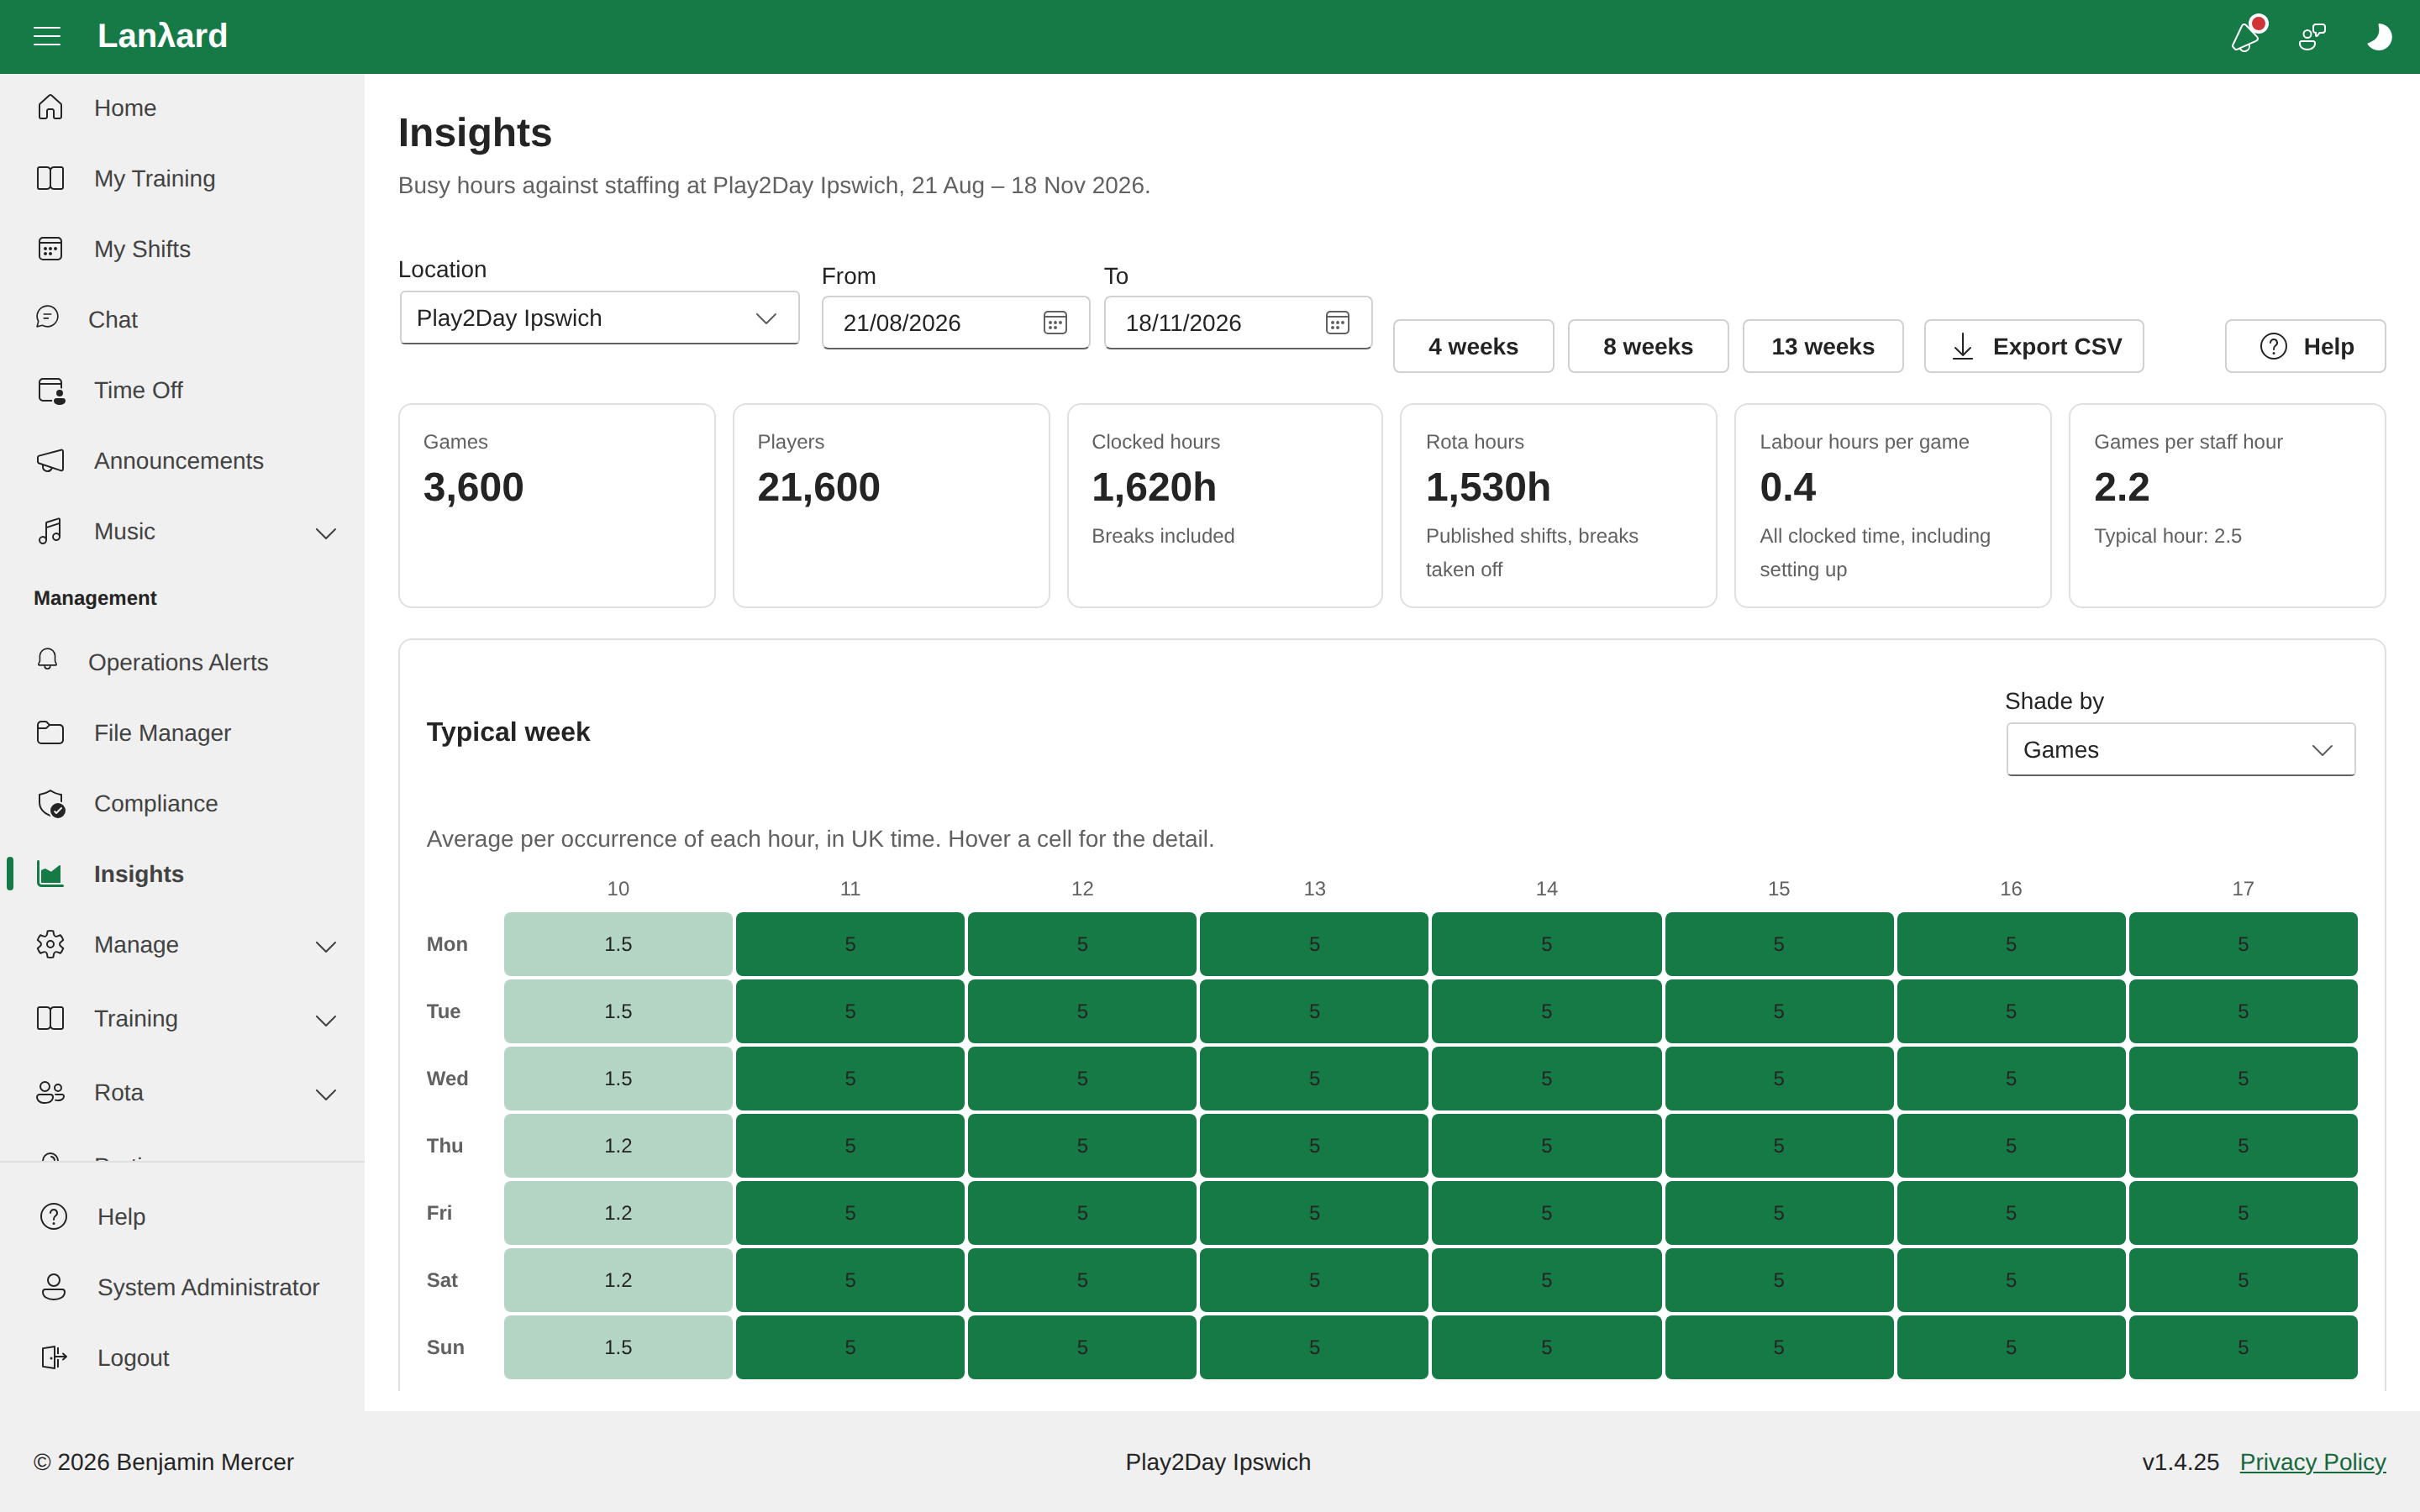 Lanλard
Home
My Training
My Shifts
Chat
Time Off
Announcements
Music
Management
Operations Alerts
File Manager
Compliance
Insights
Manage
Training
Rota
Help
System Administrator
Logout
Insights
Busy hours against staffing at Play2Day Ipswich, 21 Aug – 18 Nov 2026.
Location
Play2Day Ipswich
From
21/08/2026
To
18/11/2026
4 weeks
8 weeks
13 weeks
Export CSV
Help
Games
3,600
Players
21,600
Clocked hours
1,620h
Breaks included
Rota hours
1,530h
Published shifts, breaks
taken off
Labour hours per game
0.4
All clocked time, including
setting up
Games per staff hour
2.2
Typical hour: 2.5
Typical week
Shade by
Games
Average per occurrence of each hour, in UK time. Hover a cell for the detail.
10 11 12 13 14 15 16 17
Mon 1.5 5 5 5 5 5 5 5
Tue 1.5 5 5 5 5 5 5 5
Wed 1.5 5 5 5 5 5 5 5
Thu 1.2 5 5 5 5 5 5 5
Fri 1.2 5 5 5 5 5 5 5
Sat 1.2 5 5 5 5 5 5 5
Sun 1.5 5 5 5 5 5 5 5
© 2026 Benjamin Mercer
Play2Day Ipswich
v1.4.25 Privacy Policy